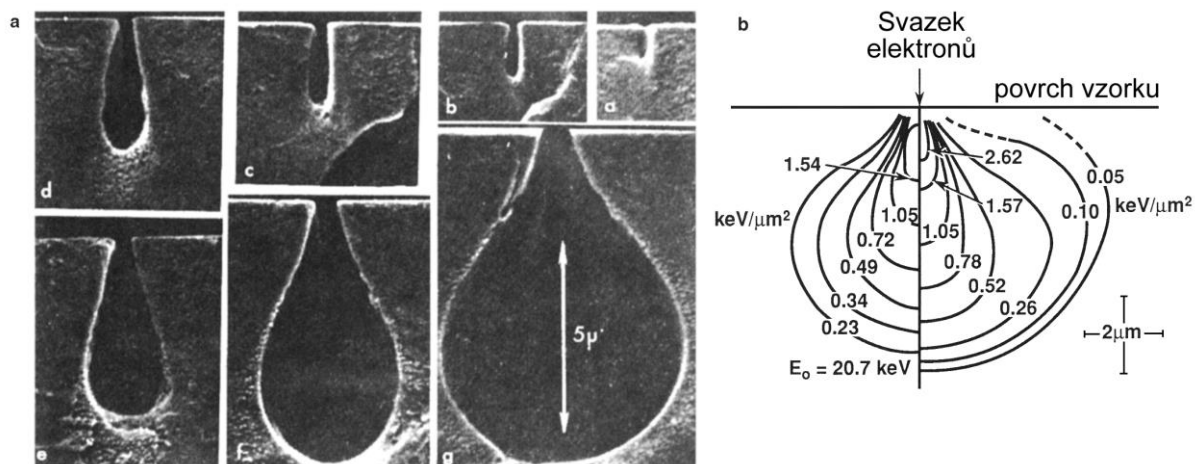 a
d
c
b
a
e
f
g
5μ
b
Svazek
elektronů
povrch vzorku
1.54
2.62
0.05
keV/μm²
1.57
0.10
keV/μm²
1.05
1.05
0.72
0.78
0.49
0.52
0.34
0.26
0.23
2μm
E₀ = 20.7 keV